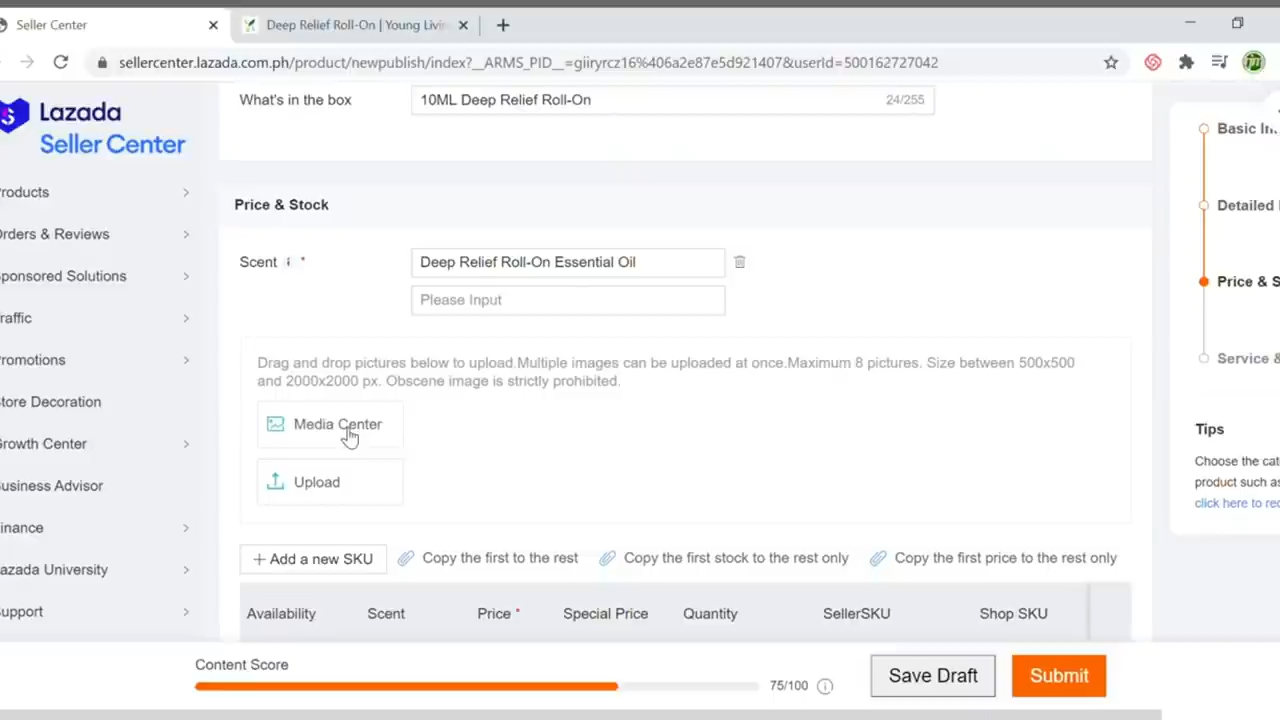 Seller Center
Deep Relief Roll-On | Young Livin
sellercenter.lazada.com.ph/product/newpublish/index?__ARMS_PID__=giiryrcz16%406a2e87e5d921407&userId=500162727042
Lazada
Seller Center
roducts
rders & Reviews
ponsored Solutions
raffic
romotions
tore Decoration
rowth Center
usiness Advisor
inance
azada University
upport
What's in the box
10ML Deep Relief Roll-On
24/255
Price & Stock
Scent *
Deep Relief Roll-On Essential Oil
Please Input
Drag and drop pictures below to upload.Multiple images can be uploaded at once.Maximum 8 pictures. Size between 500x500
and 2000x2000 px. Obscene image is strictly prohibited.
Media Center
Upload
+ Add a new SKU
Copy the first to the rest
Copy the first stock to the rest only
Copy the first price to the rest only
Availability
Scent
Price *
Special Price
Quantity
SellerSKU
Shop SKU
Content Score
75/100
Save Draft
Submit
Basic In
Detailed
Price & S
Service &
Tips
Choose the cat
product such as
click here to rec